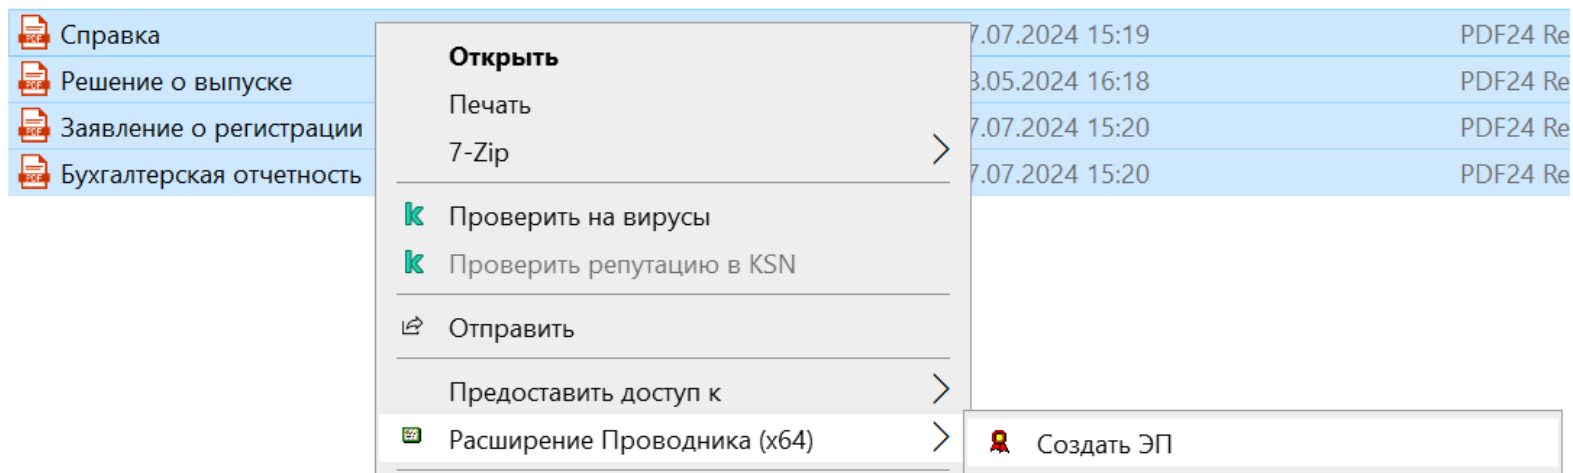 Справка
7.07.2024 15:19
PDF24 Re
Решение о выпуске
8.05.2024 16:18
PDF24 Re
Заявление о регистрации
7.07.2024 15:20
PDF24 Re
Бухгалтерская отчетность
7.07.2024 15:20
PDF24 Re
Открыть
Печать
7-Zip
Проверить на вирусы
Проверить репутацию в KSN
Отправить
Предоставить доступ к
Расширение Проводника (x64)
Создать ЭП